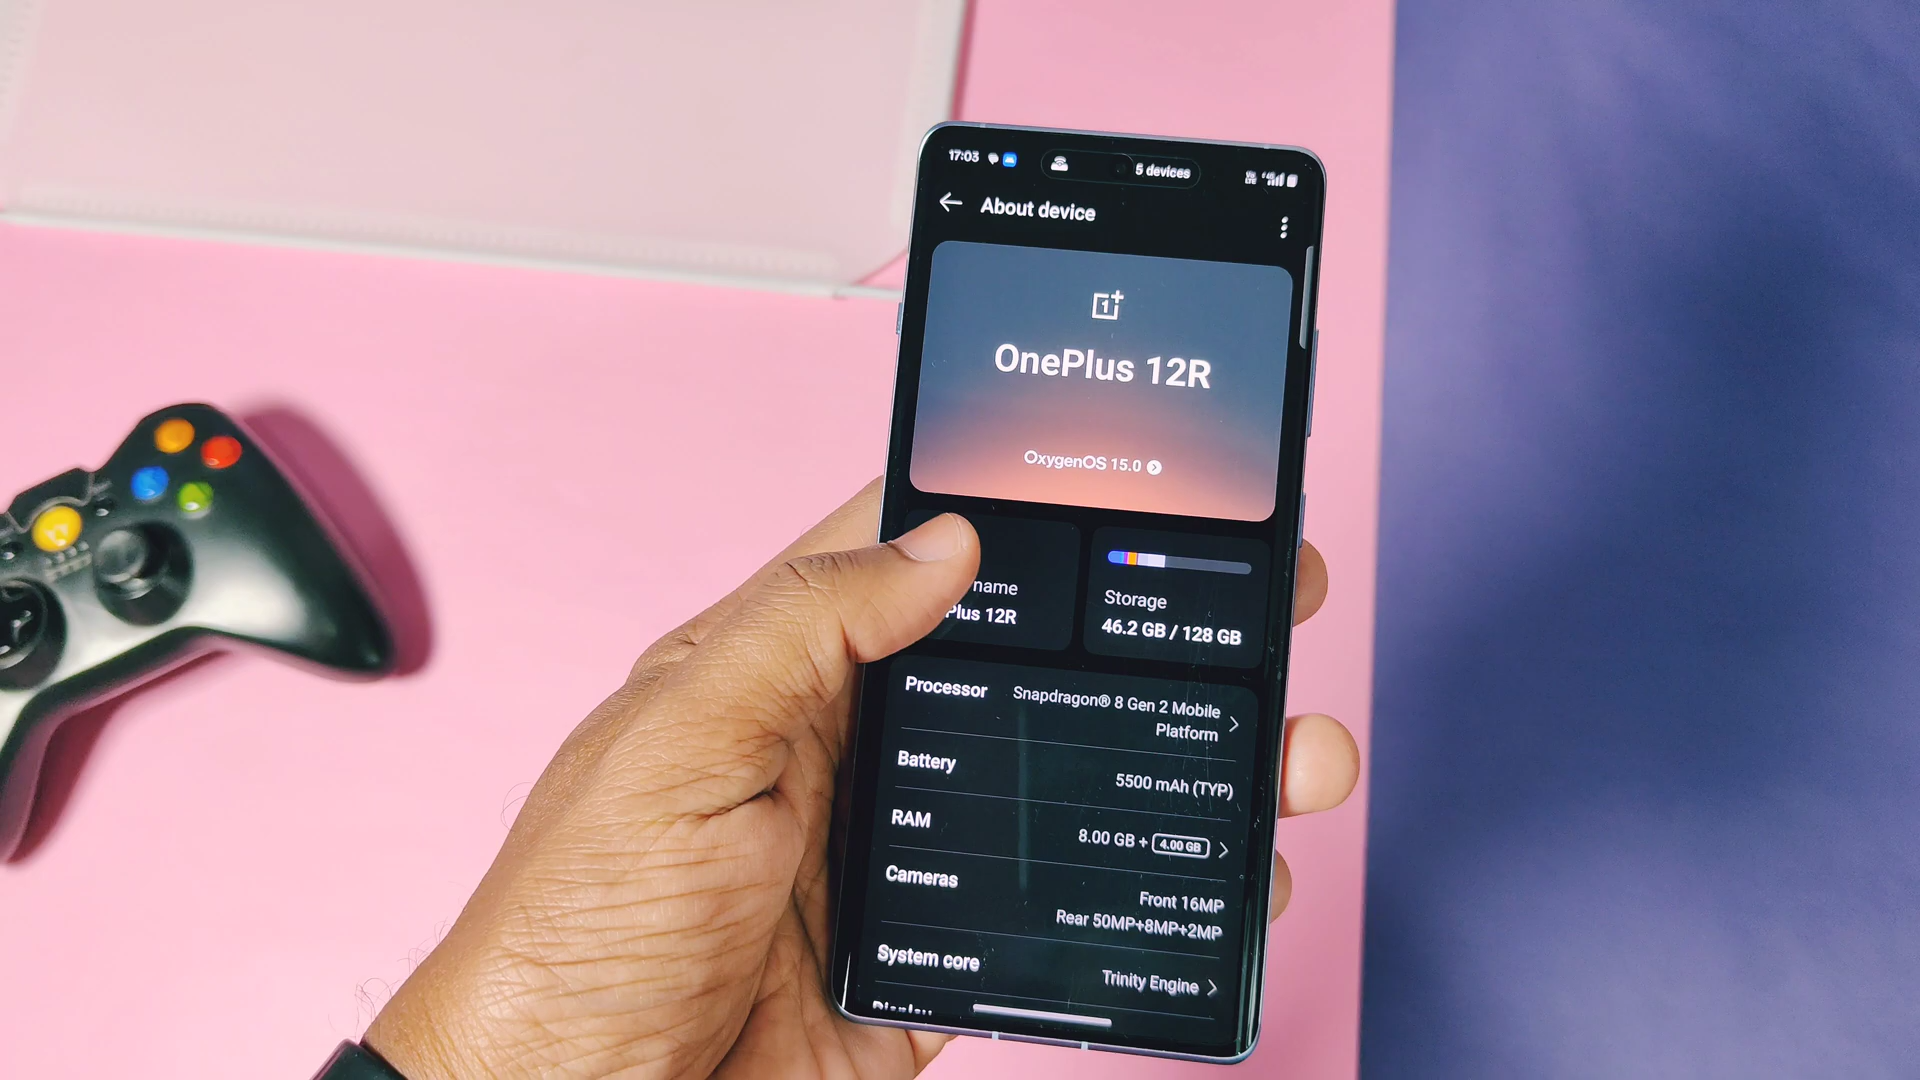 17:03
5 devices
About device
OnePlus 12R
OxygenOS 15.0
name
Plus 12R
Storage
46.2 GB / 128 GB
Processor
Snapdragon® 8 Gen 2 Mobile
Platform
Battery
5500 mAh (TYP)
RAM
8.00 GB + 4.00 GB
Cameras
Front 16MP
Rear 50MP+8MP+2MP
System core
Trinity Engine